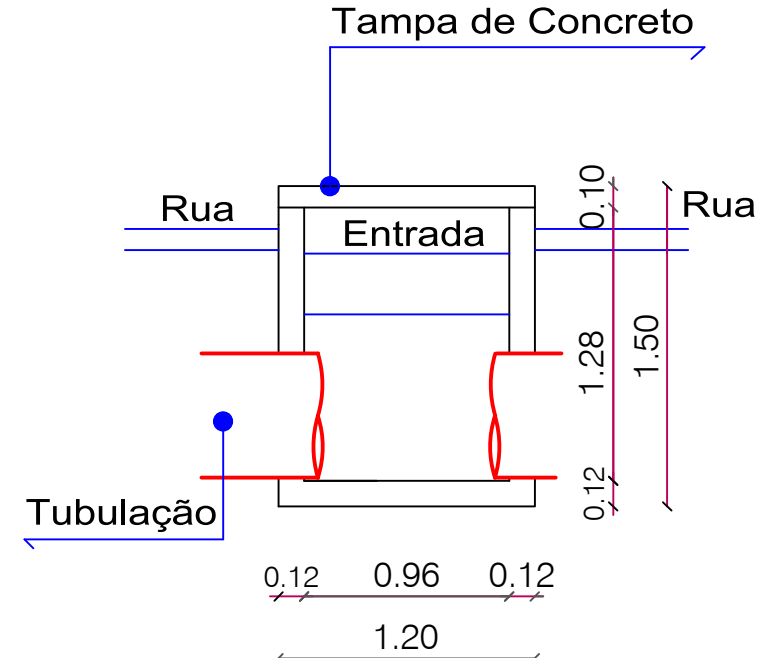 Tampa de Concreto
Rua
Rua
Entrada
0.10
1.28
1.50
0.12
Tubulação
0.12
0.96
0.12
1.20